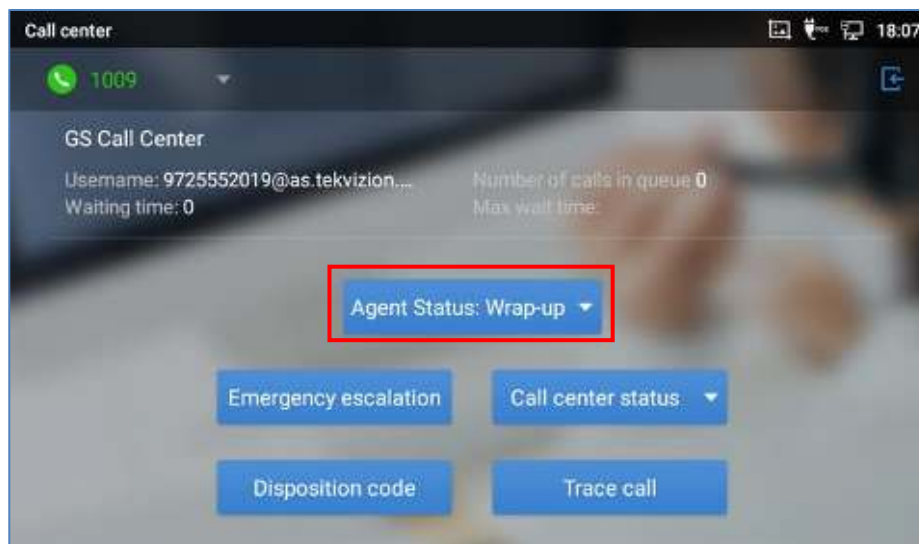 Call center 18:07
1009
GS Call Center
Username: 9725552019@as.tekvizion.... Number of calls in queue 0
Waiting time: 0 Max wait time:
Agent Status: Wrap-up
Emergency escalation Call center status
Disposition code Trace call